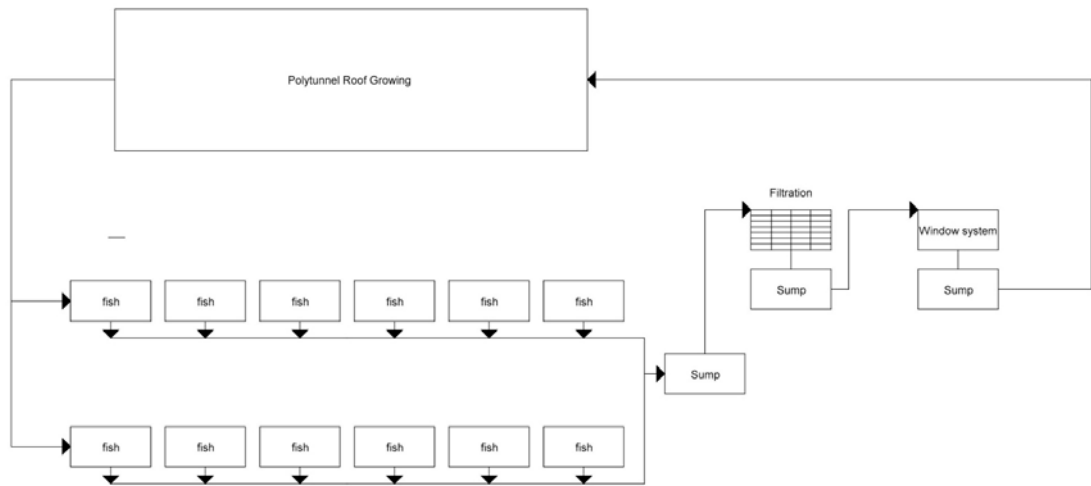 Polytunnel Roof Growing
Filtration
Window system
fish fish fish fish fish fish
Sump Sump
Sump
fish fish fish fish fish fish